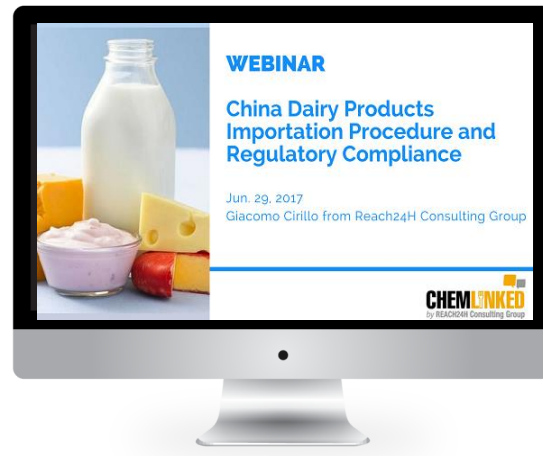 WEBINAR
China Dairy Products
Importation Procedure and
Regulatory Compliance
Jun. 29, 2017
Giacomo Cirillo from Reach24H Consulting Group
CHEMLINKED
by REACH24H Consulting Group